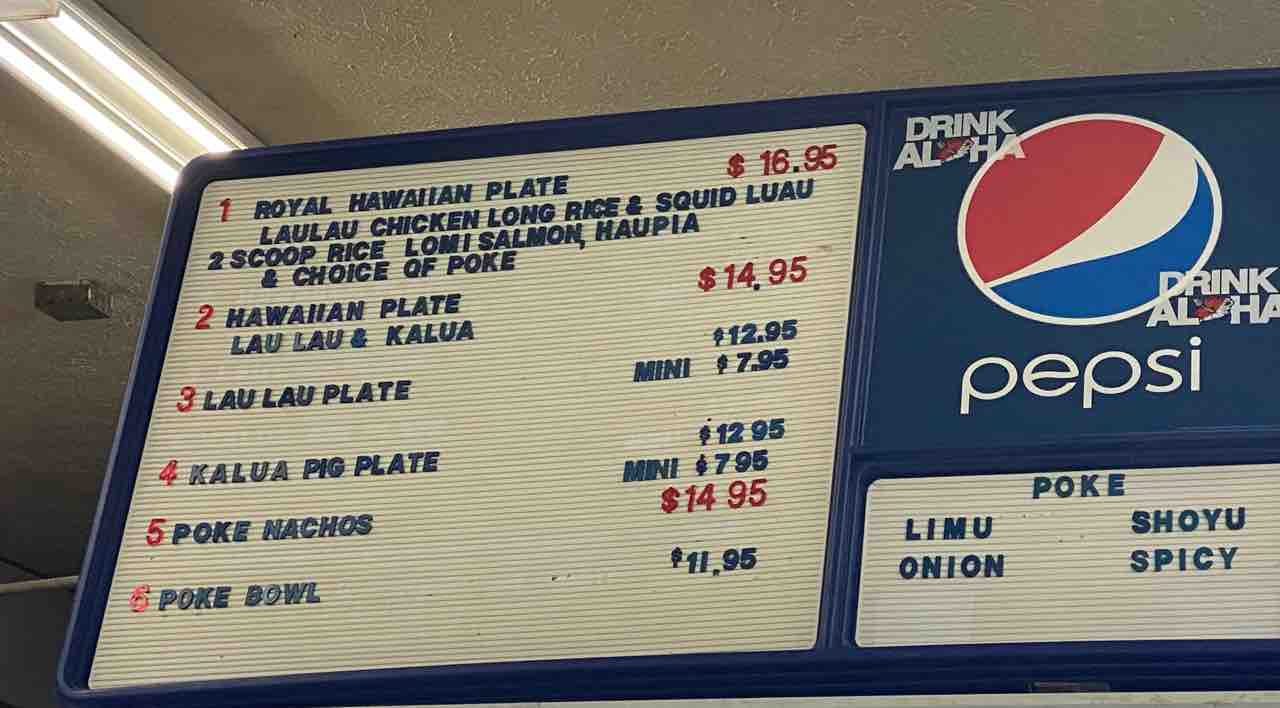 1 ROYAL HAWAIIAN PLATE $ 16.95
LAULAU CHICKEN LONG RICE & SQUID LUAU
2 SCOOP RICE LOMI SALMON, HAUPIA
& CHOICE OF POKE
2 HAWAIIAN PLATE $14.95
LAU LAU & KALUA
3 LAU LAU PLATE $12.95
MINI $7.95
4 KALUA PIG PLATE $12 95
MINI $7 95
5 POKE NACHOS $14 95
6 POKE BOWL $11.95
DRINK
ALOHA
DRINK
ALOHA
pepsi
POKE
LIMU SHOYU
ONION SPICY